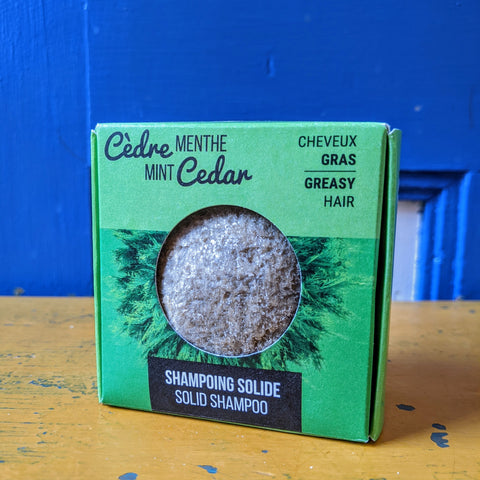 Cèdre MENTHE
MINT Cedar
CHEVEUX
GRAS
GREASY
HAIR
SHAMPOING SOLIDE
SOLID SHAMPOO